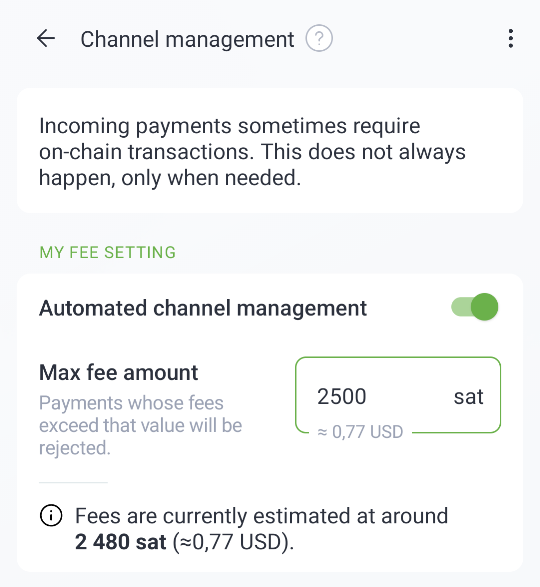 Channel management ?
Incoming payments sometimes require
on-chain transactions. This does not always
happen, only when needed.
MY FEE SETTING
Automated channel management
Max fee amount
Payments whose fees
exceed that value will be
rejected.
2500 sat
≈ 0,77 USD
Fees are currently estimated at around
2 480 sat (≈0,77 USD).